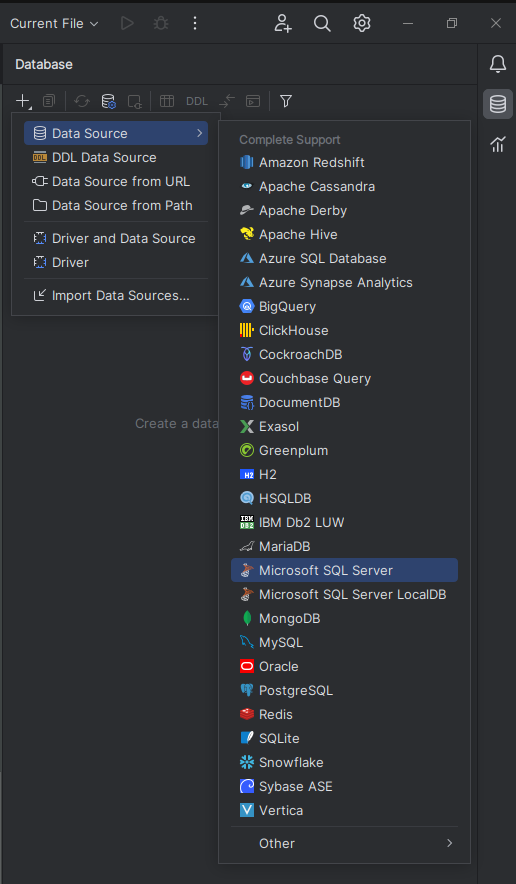 Current File
Database
DDL
Data Source
DDL Data Source
Data Source from URL
Data Source from Path
Driver and Data Source
Driver
Import Data Sources...
Create a data
Complete Support
Amazon Redshift
Apache Cassandra
Apache Derby
Apache Hive
Azure SQL Database
Azure Synapse Analytics
BigQuery
ClickHouse
CockroachDB
Couchbase Query
DocumentDB
Exasol
Greenplum
H2
H2
HSQLDB
IBM DB2
IBM Db2 LUW
MariaDB
Microsoft SQL Server
Microsoft SQL Server LocalDB
MongoDB
MySQL
Oracle
PostgreSQL
Redis
SQLite
Snowflake
Sybase ASE
Vertica
Other